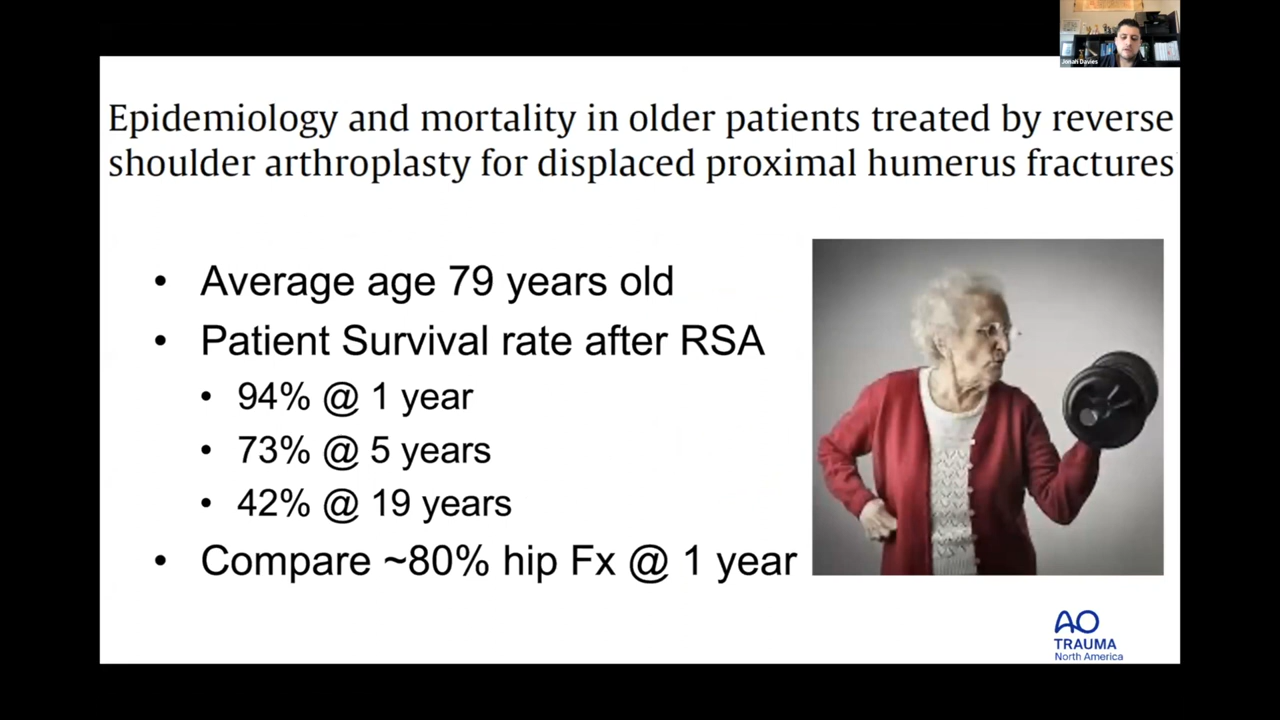 Jonah Davies
Epidemiology and mortality in older patients treated by reverse
shoulder arthroplasty for displaced proximal humerus fractures
• Average age 79 years old
• Patient Survival rate after RSA
• 94% @ 1 year
• 73% @ 5 years
• 42% @ 19 years
• Compare ~80% hip Fx @ 1 year
AO
TRAUMA
North America